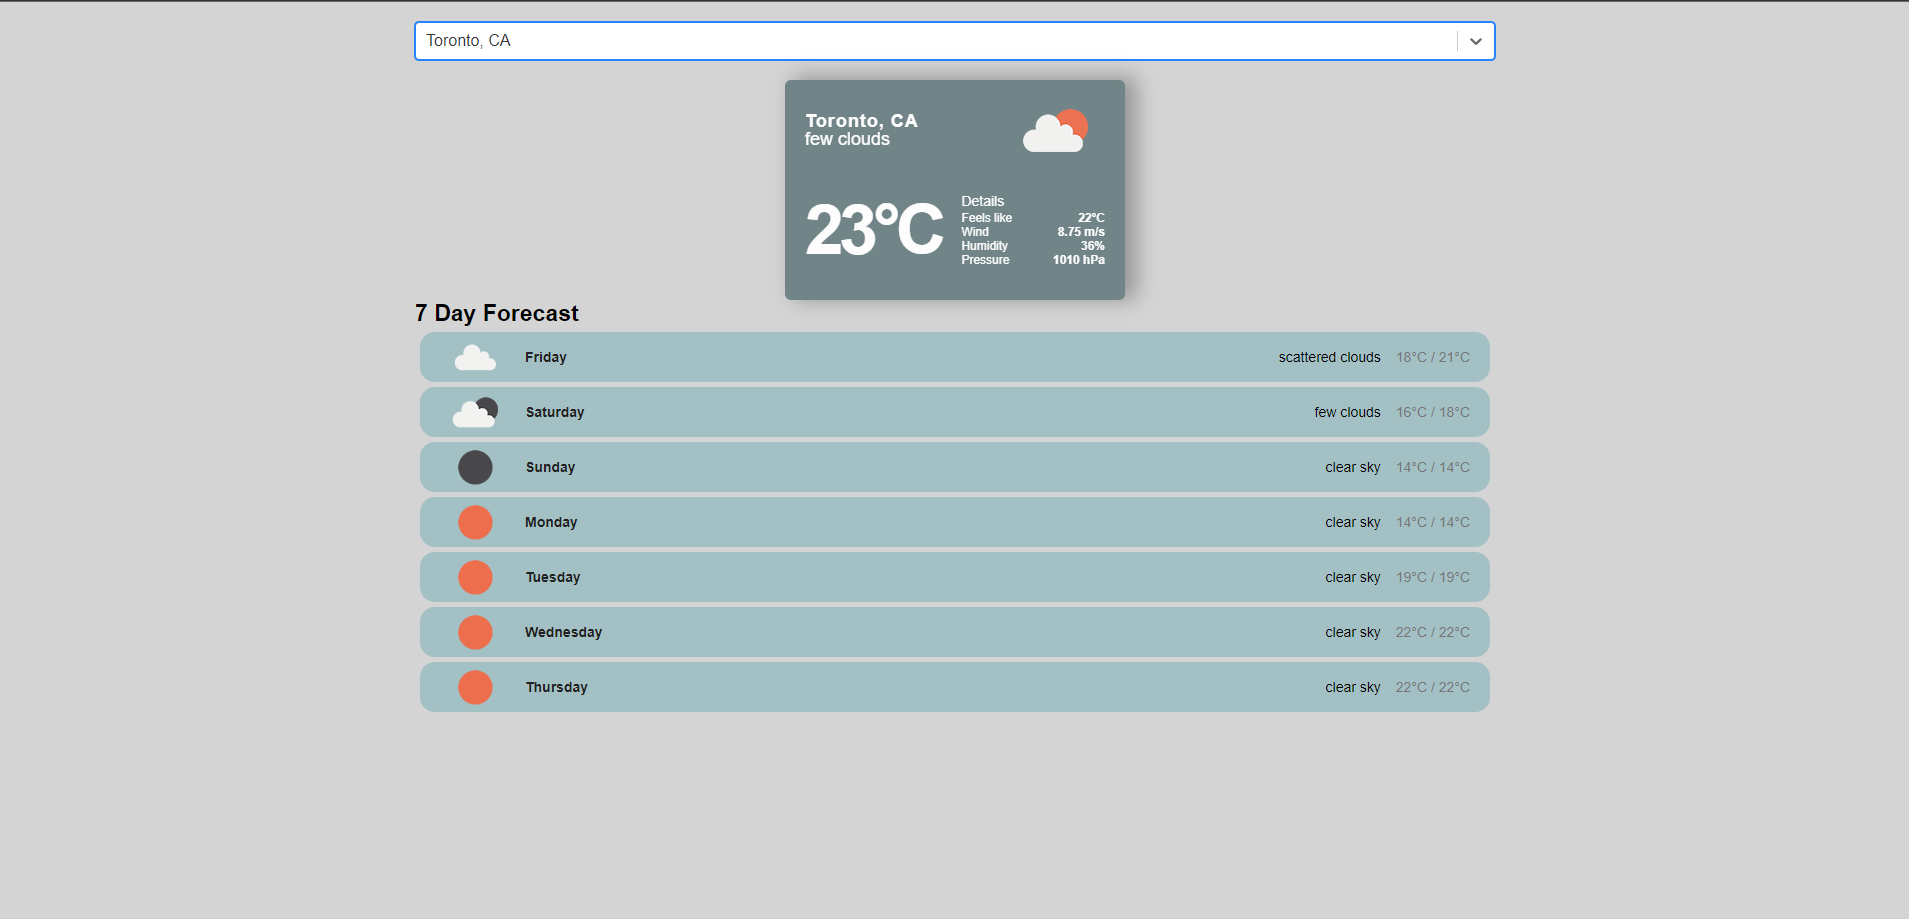 Toronto, CA
Toronto, CA
few clouds
23°C
Details
Feels like 22°C
Wind 8.75 m/s
Humidity 36%
Pressure 1010 hPa
7 Day Forecast
Friday scattered clouds 18°C / 21°C
Saturday few clouds 16°C / 18°C
Sunday clear sky 14°C / 14°C
Monday clear sky 14°C / 14°C
Tuesday clear sky 19°C / 19°C
Wednesday clear sky 22°C / 22°C
Thursday clear sky 22°C / 22°C